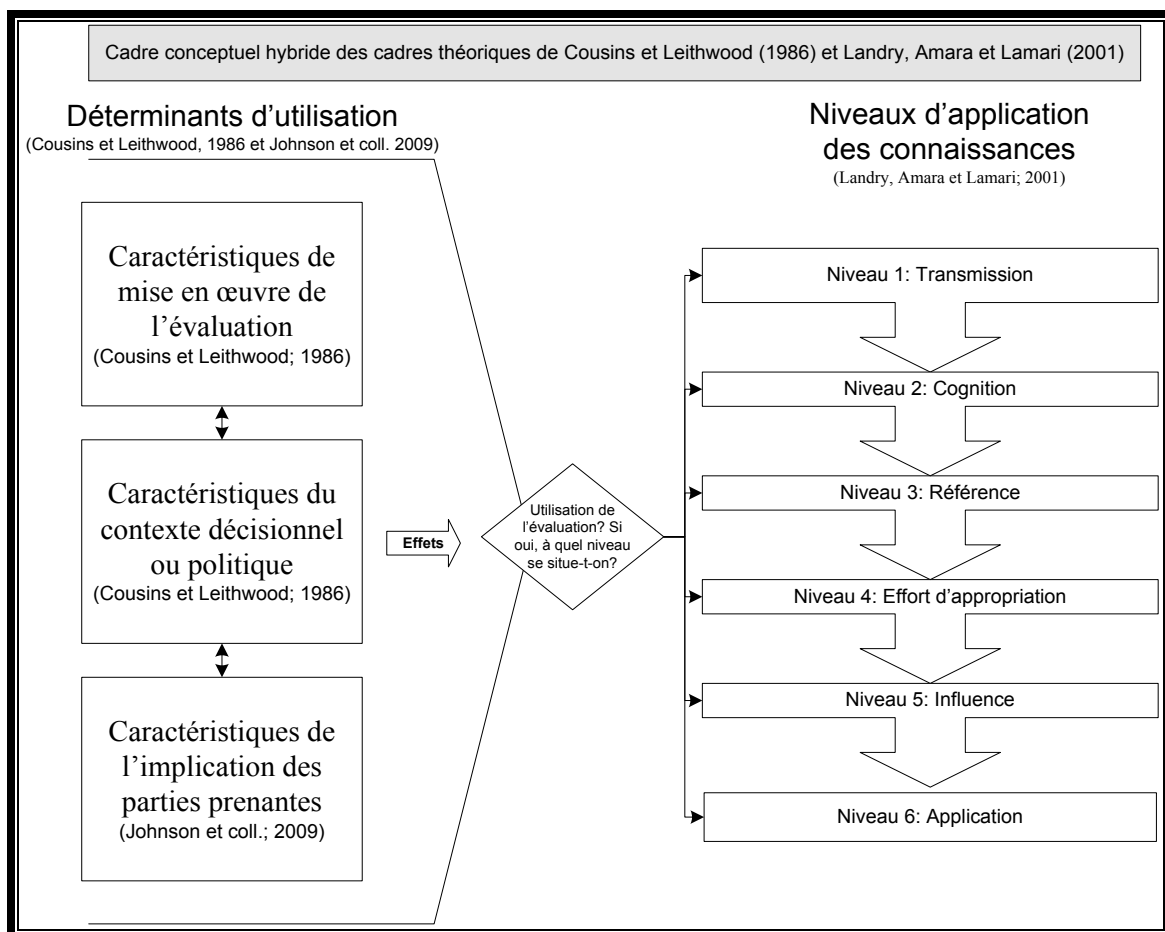 Cadre conceptuel hybride des cadres théoriques de Cousins et Leithwood (1986) et Landry, Amara et Lamari (2001)
Déterminants d’utilisation
(Cousins et Leithwood, 1986 et Johnson et coll. 2009)
Caractéristiques de
mise en œuvre de
l’évaluation
(Cousins et Leithwood; 1986)
Caractéristiques du
contexte décisionnel
ou politique
(Cousins et Leithwood; 1986)
Caractéristiques de
l’implication des
parties prenantes
(Johnson et coll.; 2009)
Effets
Utilisation de
l’évaluation? Si
oui, à quel niveau
se situe-t-on?
Niveaux d’application
des connaissances
(Landry, Amara et Lamari; 2001)
Niveau 1: Transmission
Niveau 2: Cognition
Niveau 3: Référence
Niveau 4: Effort d’appropriation
Niveau 5: Influence
Niveau 6: Application